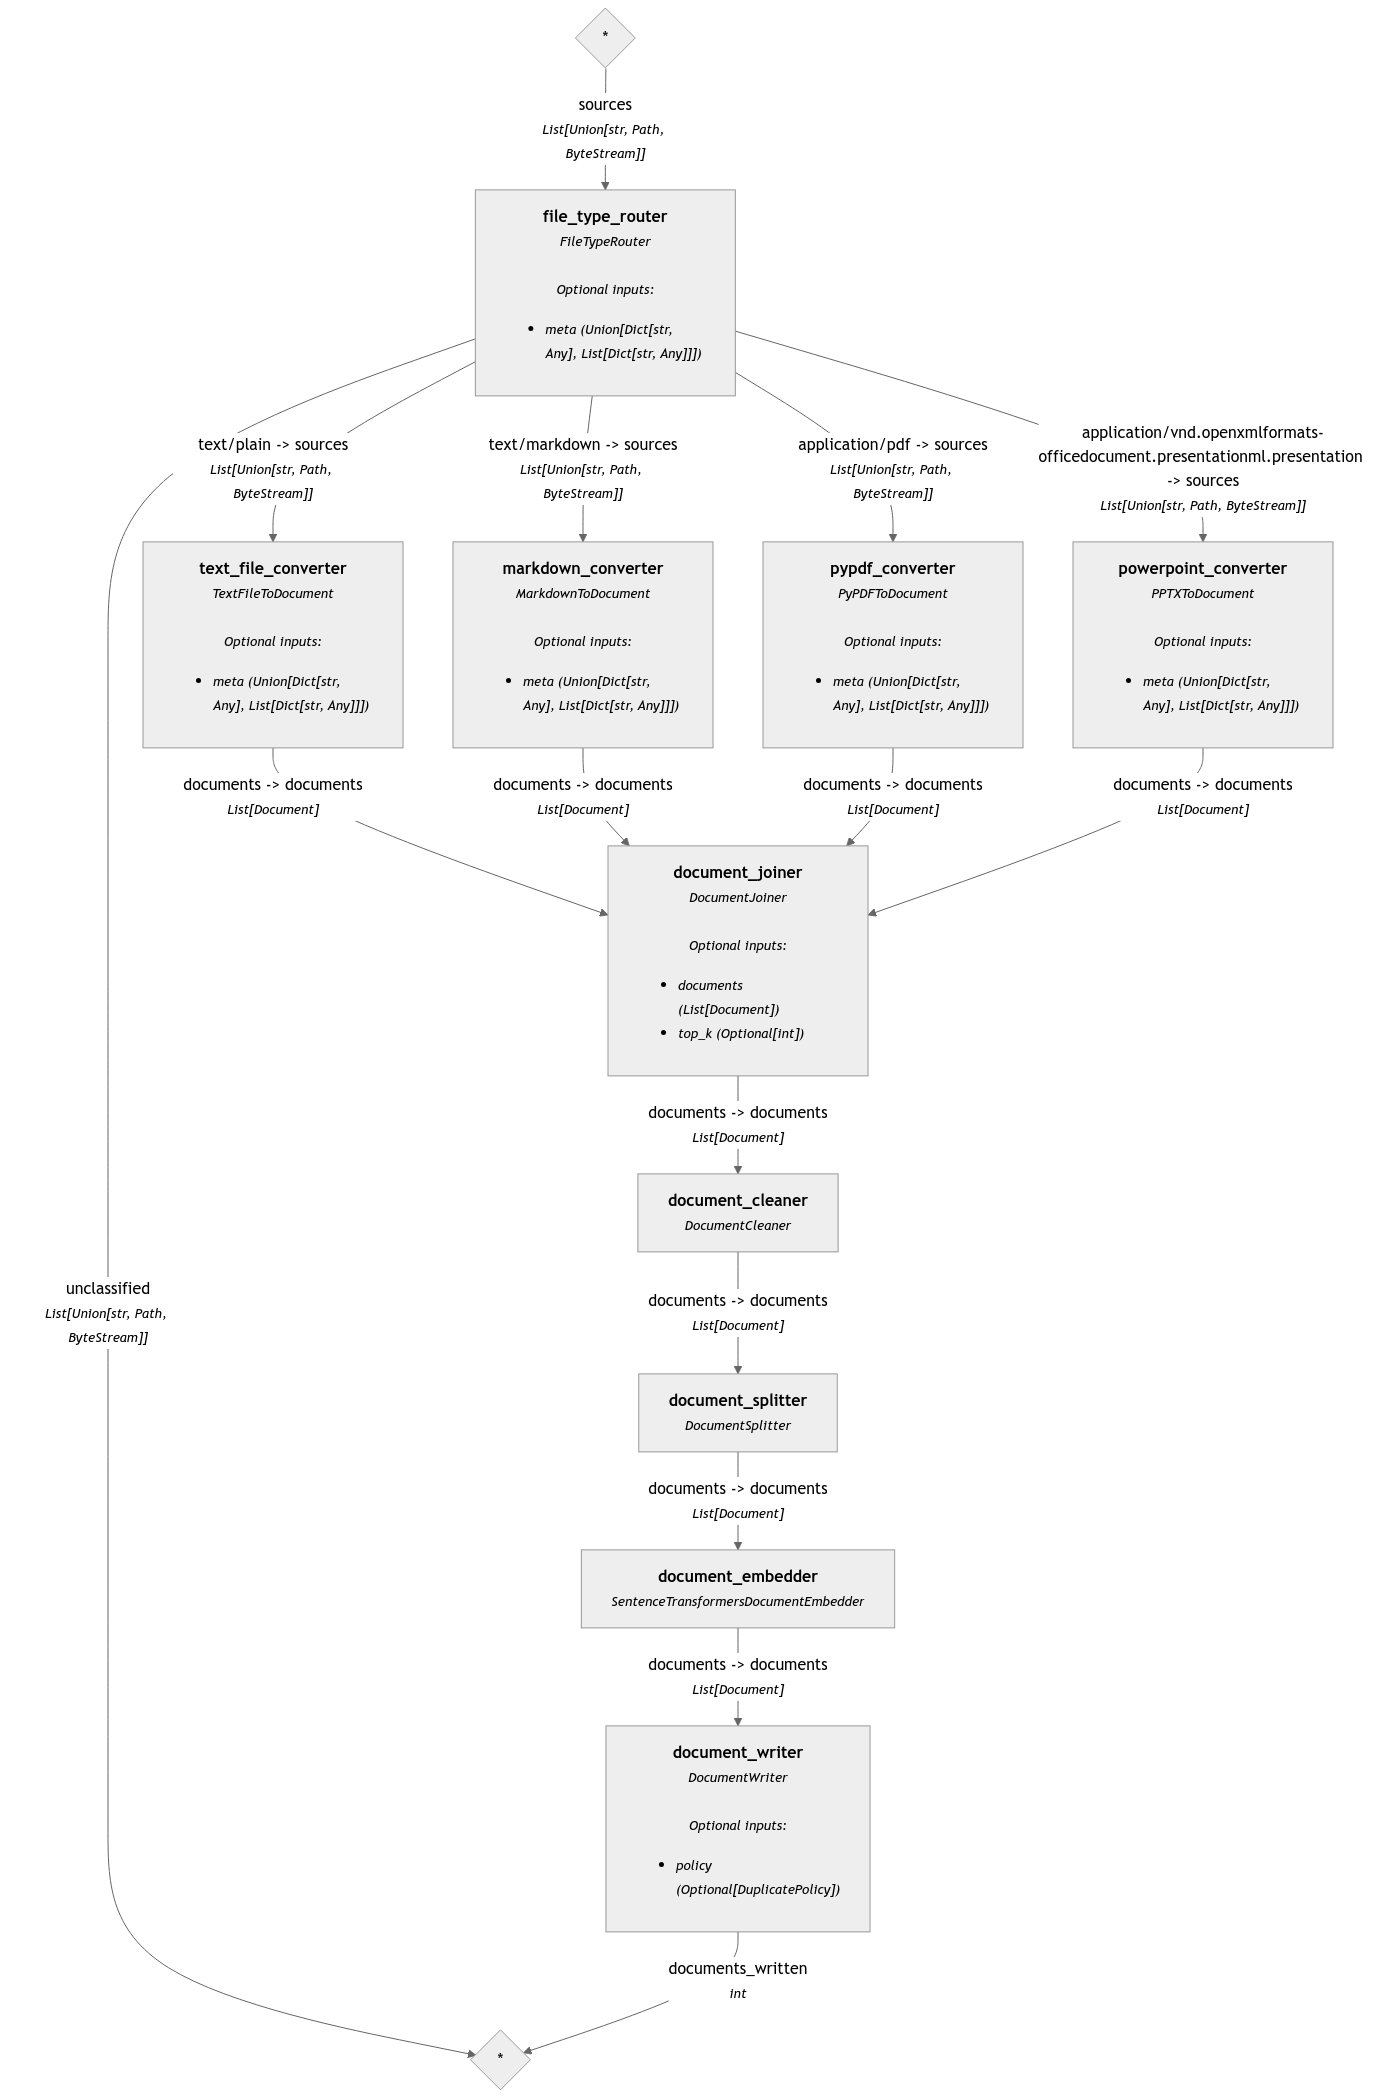 *
sources
List[Union[str, Path,
ByteStream]]
file_type_router
FileTypeRouter
Optional inputs:
• meta (Union[Dict[str,
Any], List[Dict[str, Any]]])
text/plain -> sources
List[Union[str, Path,
ByteStream]]
text/markdown -> sources
List[Union[str, Path,
ByteStream]]
application/pdf -> sources
List[Union[str, Path,
ByteStream]]
application/vnd.openxmlformats-
officedocument.presentationml.presentation
-> sources
List[Union[str, Path, ByteStream]]
text_file_converter
TextFileToDocument
Optional inputs:
• meta (Union[Dict[str,
Any], List[Dict[str, Any]]])
markdown_converter
MarkdownToDocument
Optional inputs:
• meta (Union[Dict[str,
Any], List[Dict[str, Any]]])
pypdf_converter
PyPDFToDocument
Optional inputs:
• meta (Union[Dict[str,
Any], List[Dict[str, Any]]])
powerpoint_converter
PPTXToDocument
Optional inputs:
• meta (Union[Dict[str,
Any], List[Dict[str, Any]]])
documents -> documents
List[Document]
documents -> documents
List[Document]
documents -> documents
List[Document]
documents -> documents
List[Document]
document_joiner
DocumentJoiner
Optional inputs:
• documents
(List[Document])
• top_k (Optional[int])
documents -> documents
List[Document]
document_cleaner
DocumentCleaner
unclassified
List[Union[str, Path,
ByteStream]]
documents -> documents
List[Document]
document_splitter
DocumentSplitter
documents -> documents
List[Document]
document_embedder
SentenceTransformersDocumentEmbedder
documents -> documents
List[Document]
document_writer
DocumentWriter
Optional inputs:
• policy
(Optional[DuplicatePolicy])
documents_written
int
*